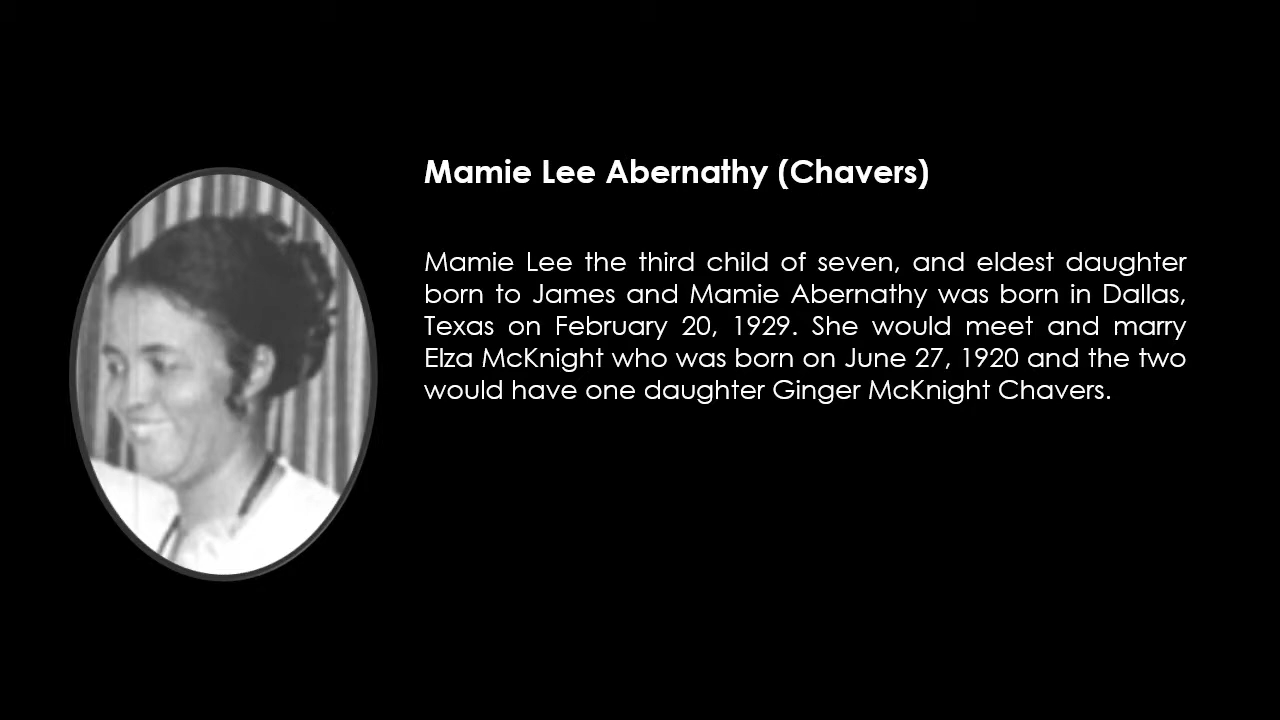 Mamie Lee Abernathy (Chavers)
Mamie Lee the third child of seven, and eldest daughter
born to James and Mamie Abernathy was born in Dallas,
Texas on February 20, 1929. She would meet and marry
Elza McKnight who was born on June 27, 1920 and the two
would have one daughter Ginger McKnight Chavers.